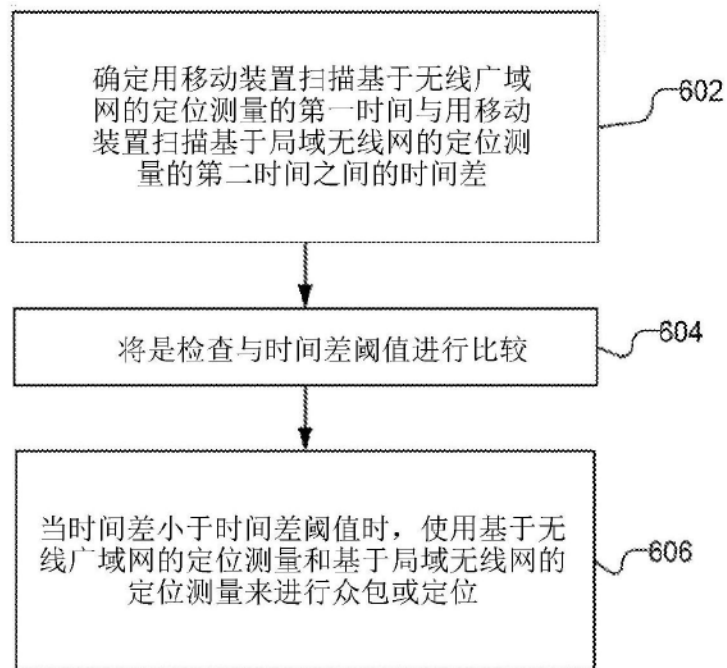 确定用移动装置扫描基于无线广域
网的定位测量的第一时间与用移动
装置扫描基于局域无线网的定位测
量的第二时间之间的时间差
602
将是检查与时间差阈值进行比较
604
当时间差小于时间差阈值时，使用基于无
线广域网的定位测量和基于局域无线网的
定位测量来进行众包或定位
606